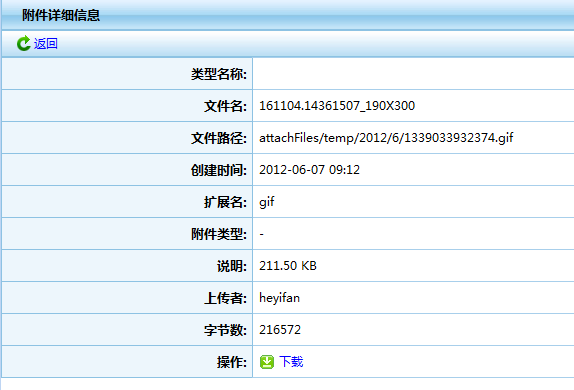 附件详细信息
返回
类型名称:
文件名: 161104.14361507_190X300
文件路径: attachFiles/temp/2012/6/1339033932374.gif
创建时间: 2012-06-07 09:12
扩展名: gif
附件类型: -
说明: 211.50 KB
上传者: heyifan
字节数: 216572
操作: 下载